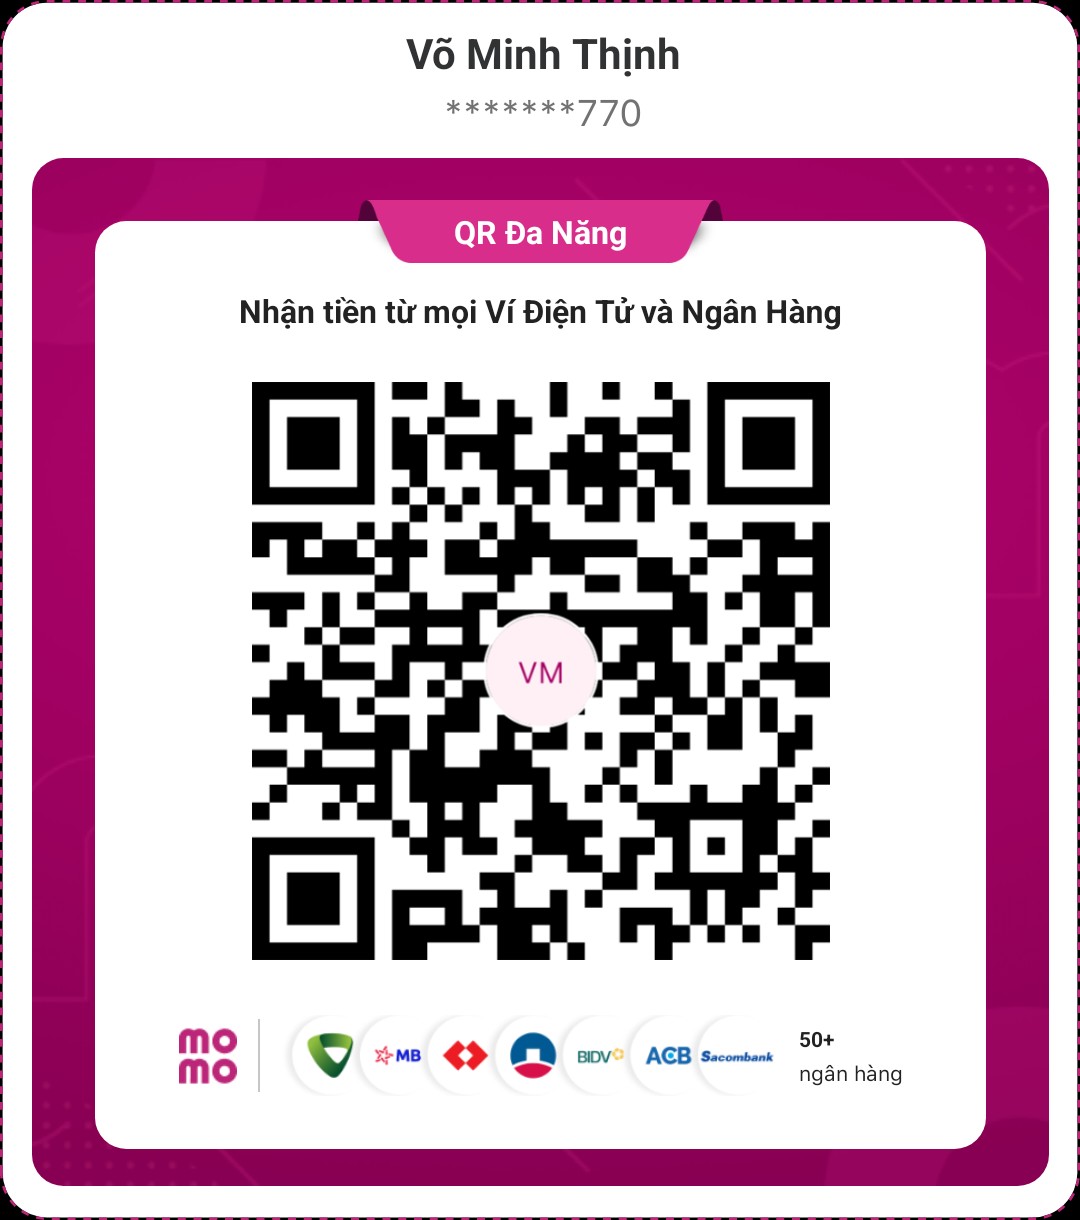 Võ Minh Thịnh
*******770
QR Đa Năng
Nhận tiền từ mọi Ví Điện Tử và Ngân Hàng
VM
mo
mo
MB
BIDV
ACB
Sacombank
50+
ngân hàng